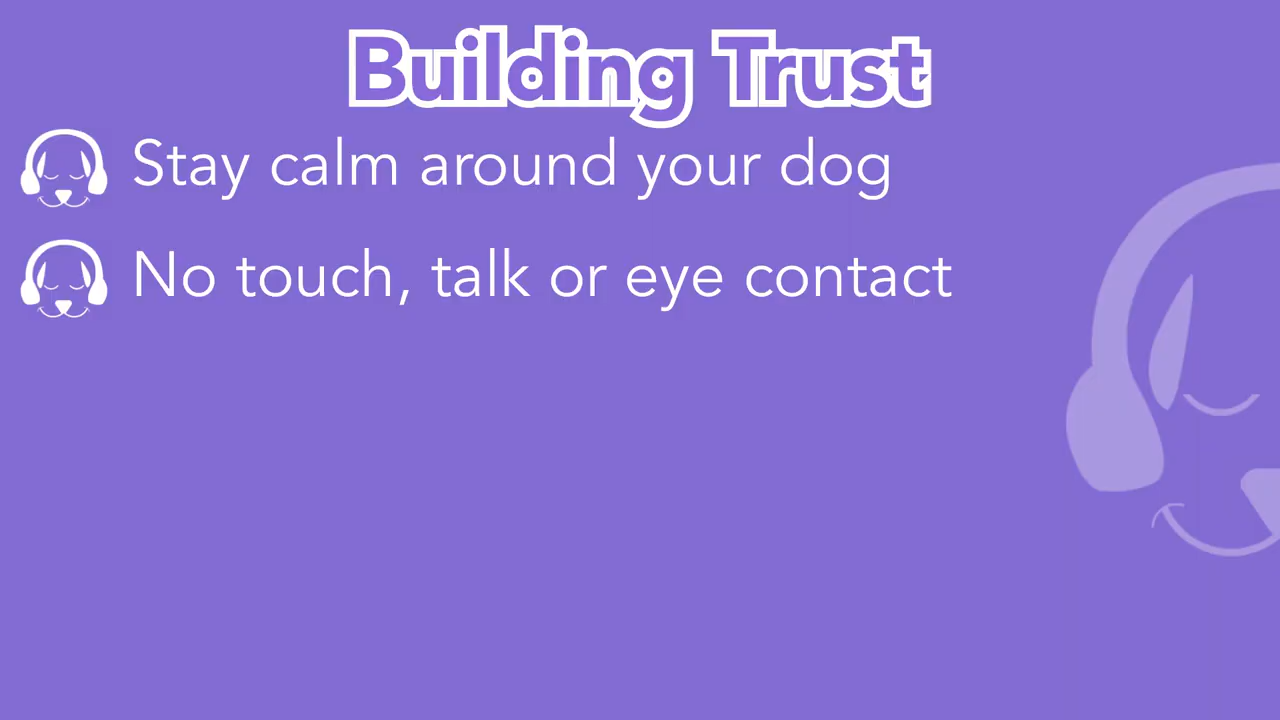 Building Trust
Stay calm around your dog
No touch, talk or eye contact